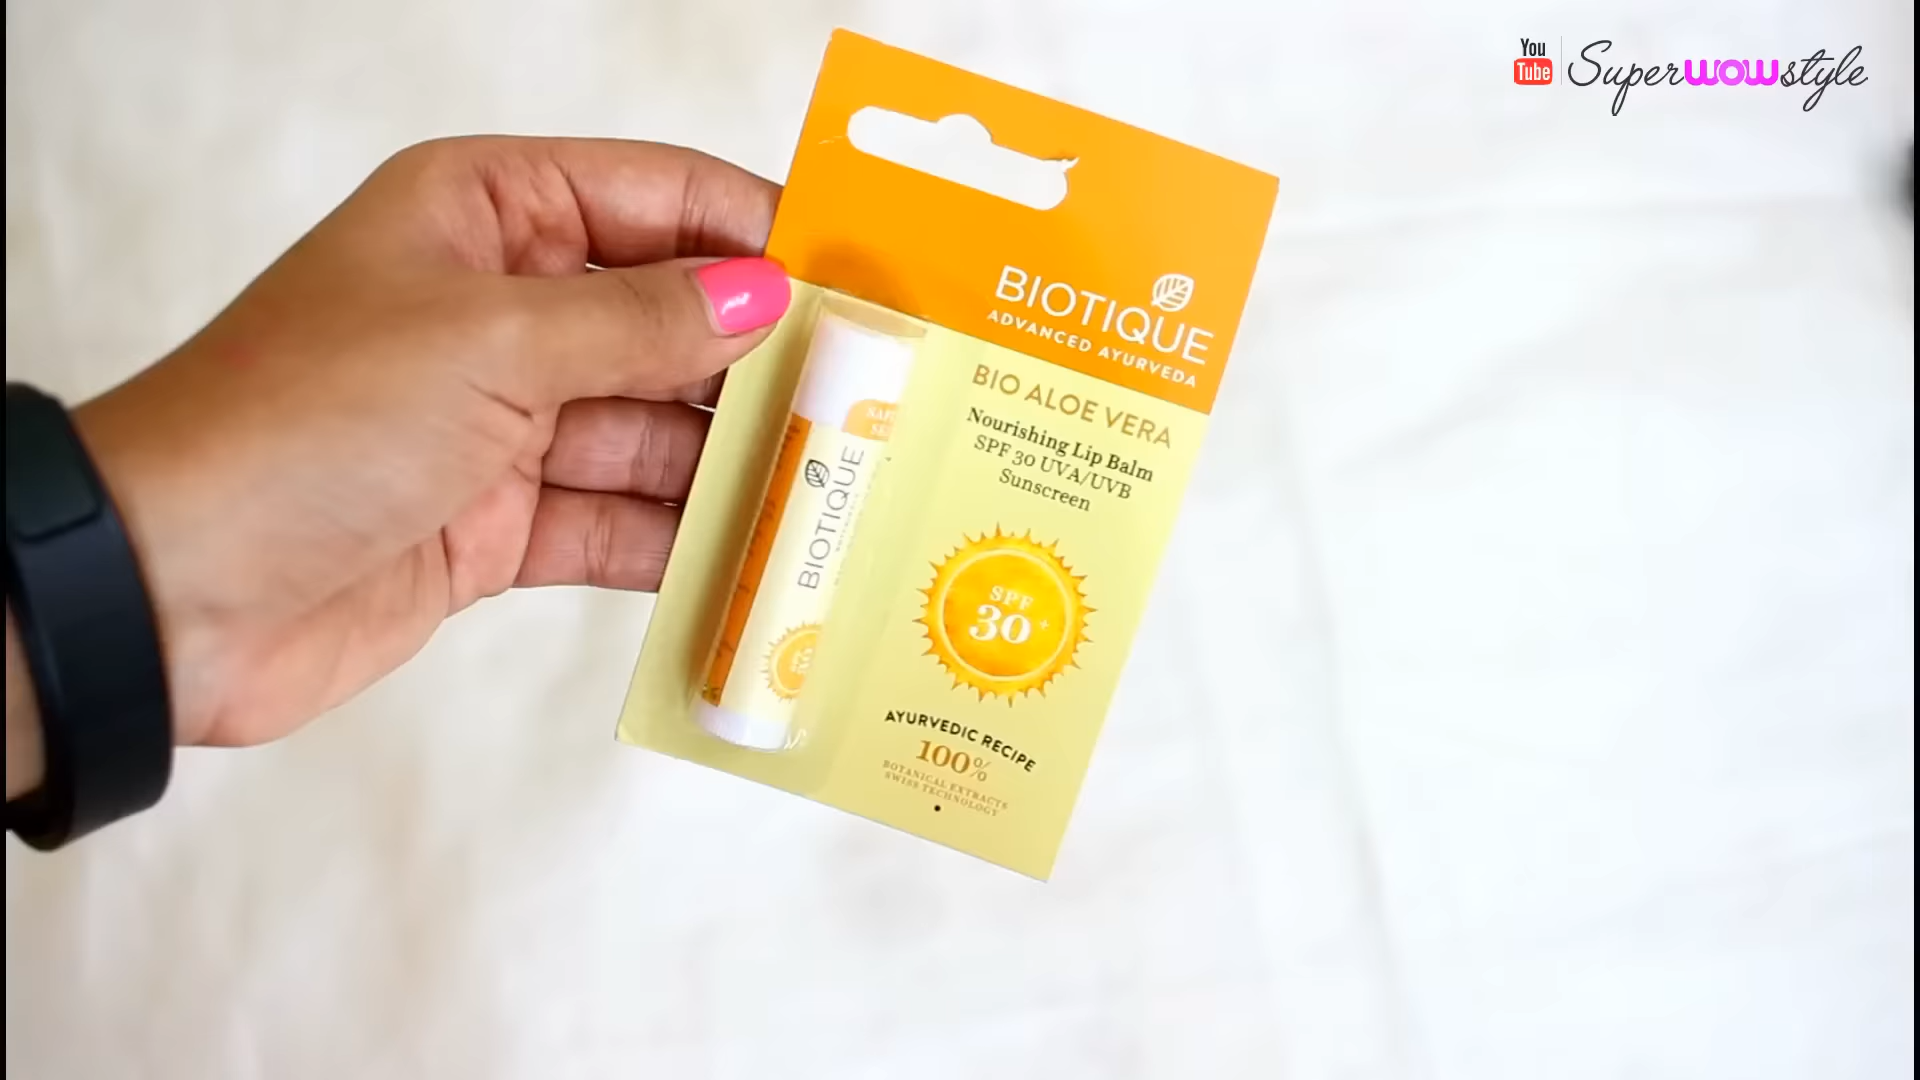 You
Tube
Superwowstyle
BIOTIQUE
ADVANCED AYURVEDA
BIO ALOE VERA
Nourishing Lip Balm
SPF 30 UVA/UVB
Sunscreen
SPF
30+
AYURVEDIC RECIPE
100%
BOTANICAL EXTRACTS
SWISS TECHNOLOGY
BIOTIQUE